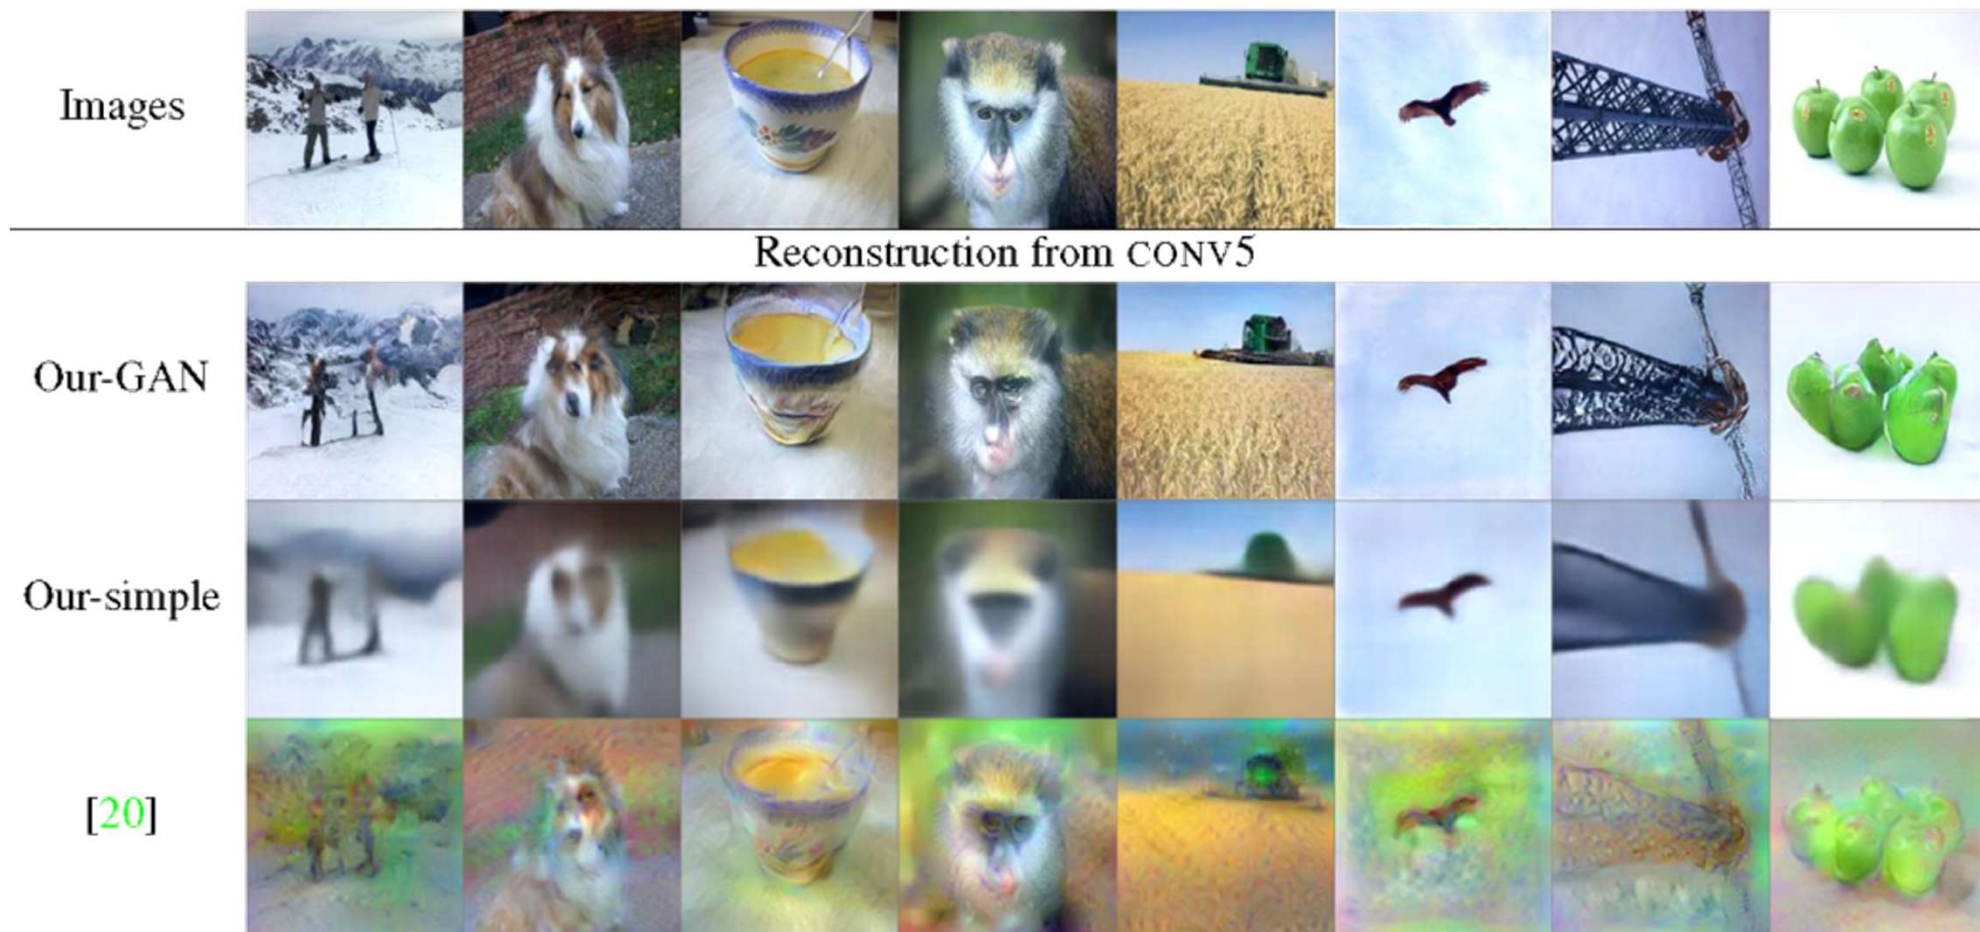 Images
Reconstruction from CONV5
Our-GAN
Our-simple
[20]